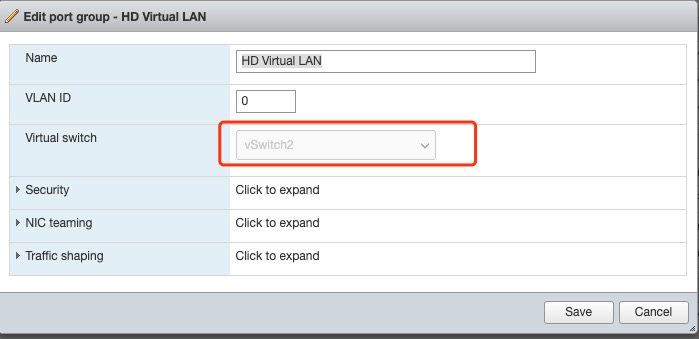 Edit port group - HD Virtual LAN
Name HD Virtual LAN
VLAN ID 0
Virtual switch vSwitch2
Security Click to expand
NIC teaming Click to expand
Traffic shaping Click to expand
Save Cancel